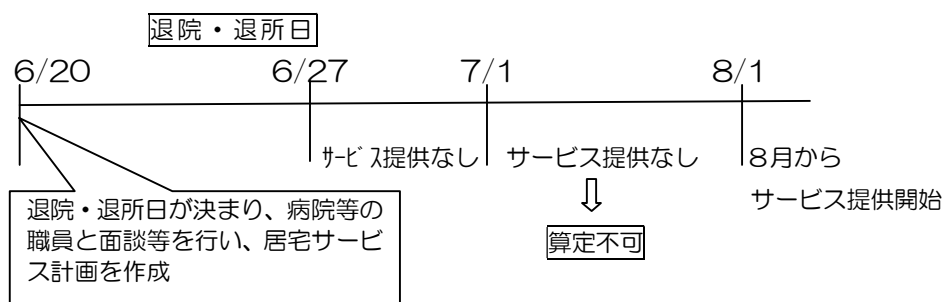 退院・退所日
6/20 6/27 7/1 8/1
ｻｰﾋﾞｽ提供なし サービス提供なし 8月から
サービス提供開始
算定不可
退院・退所日が決まり、病院等の
職員と面談等を行い、居宅サービ
ス計画を作成